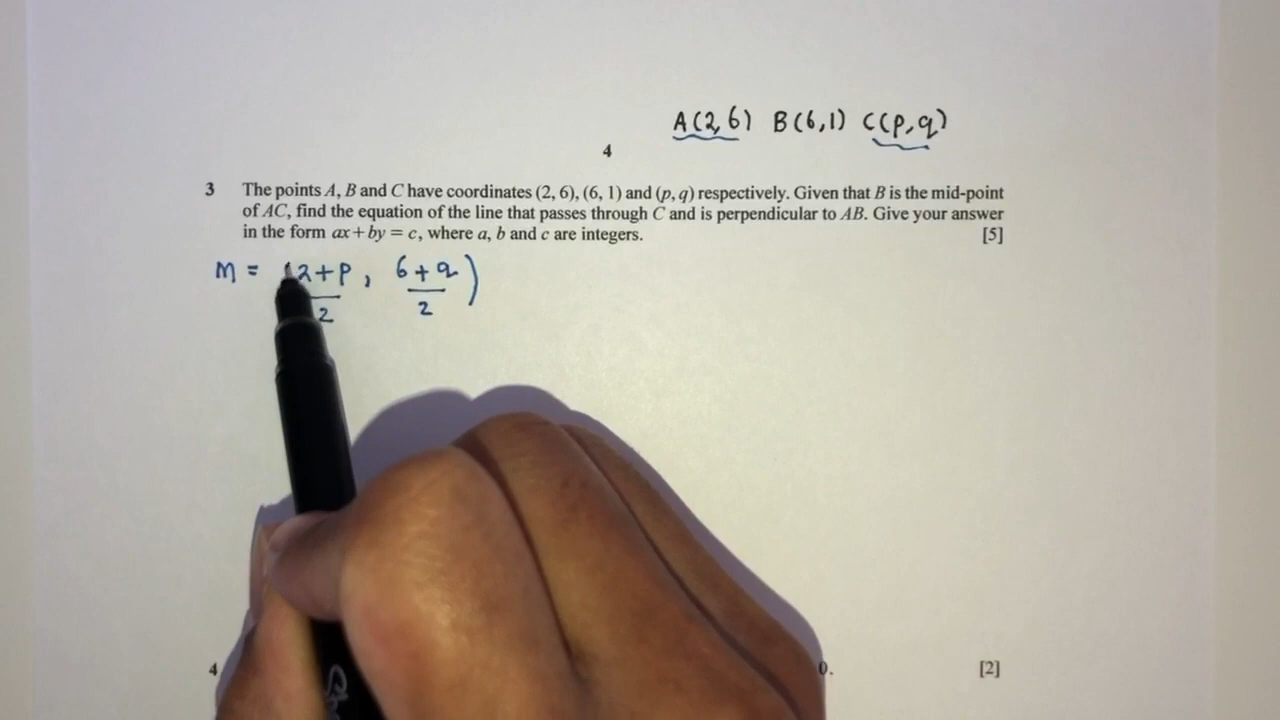 A(2,6) B(6,1) C(p,q)
4
3 The points A, B and C have coordinates (2, 6), (6, 1) and (p, q) respectively. Given that B is the mid-point
of AC, find the equation of the line that passes through C and is perpendicular to AB. Give your answer
in the form ax + by = c, where a, b and c are integers. [5]
M = (2+p/2, 6+q/2)
4 0. [2]